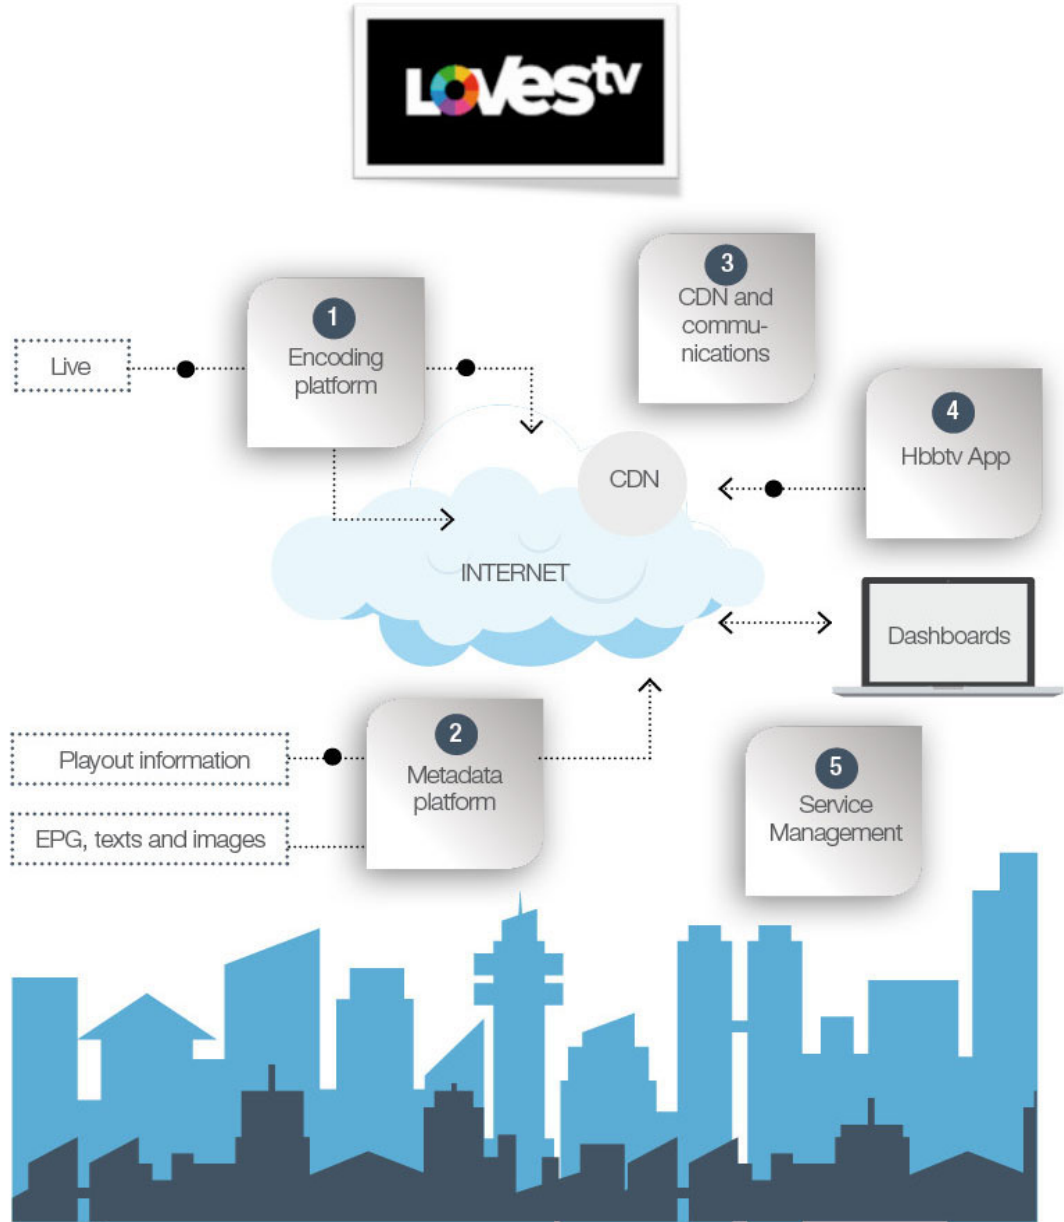 LOVestv
3
CDN and
commu-
nications
1
Encoding
platform
Live
4
Hbbtv App
CDN
INTERNET
Dashboards
2
Metadata
platform
Playout information
EPG, texts and images
5
Service
Management